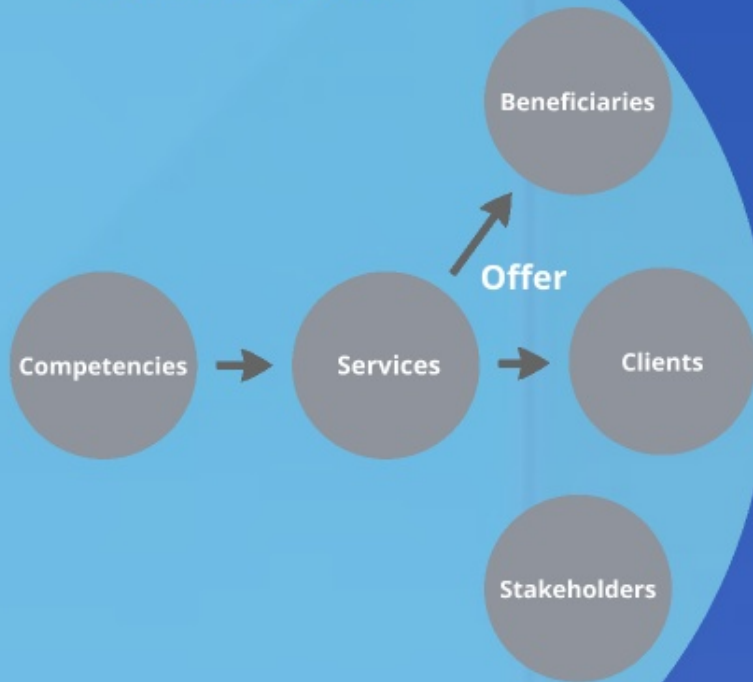 Beneficiaries
Offer
Competencies
Services
Clients
Stakeholders